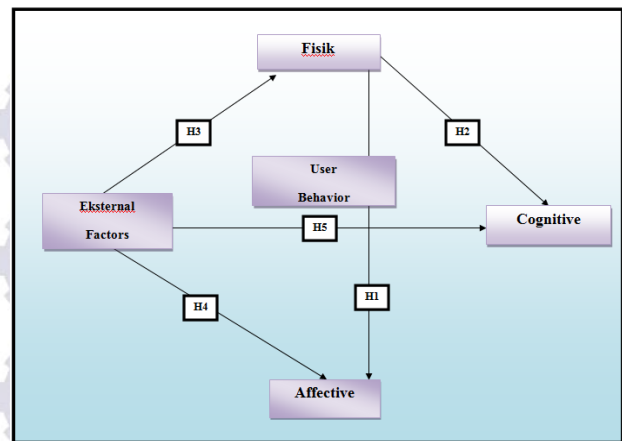 Fisik
H3
H2
User
Behavior
Eksternal
Factors
Cognitive
H5
H4
H1
Affective